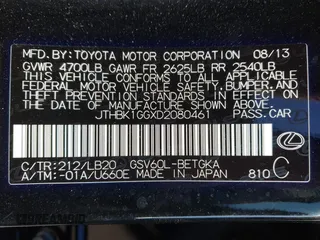 MFD.BY:TOYOTA MOTOR CORPORATION 08/13
GVWR 4700LB GAWR FR 2625LB RR 2540LB
THIS VEHICLE CONFORMS TO ALL APPLICABLE
FEDERAL MOTOR VEHICLE SAFETY, BUMPER, AND
THEFT PREVENTION STANDARDS IN EFFECT ON
THE DATE OF MANUFACTURE SHOWN ABOVE.
JTHBK1GGXD2080461 PASS.CAR
C/TR:212/LB20 GSV60L-BETGKA
A/TM:-01A/U660E MADE IN JAPAN 810 C